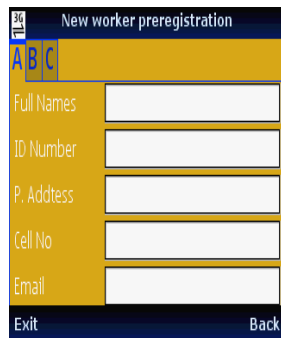 3G New worker preregistration
A B C
Full Names
ID Number
P. Addtess
Cell No
Email
Exit Back